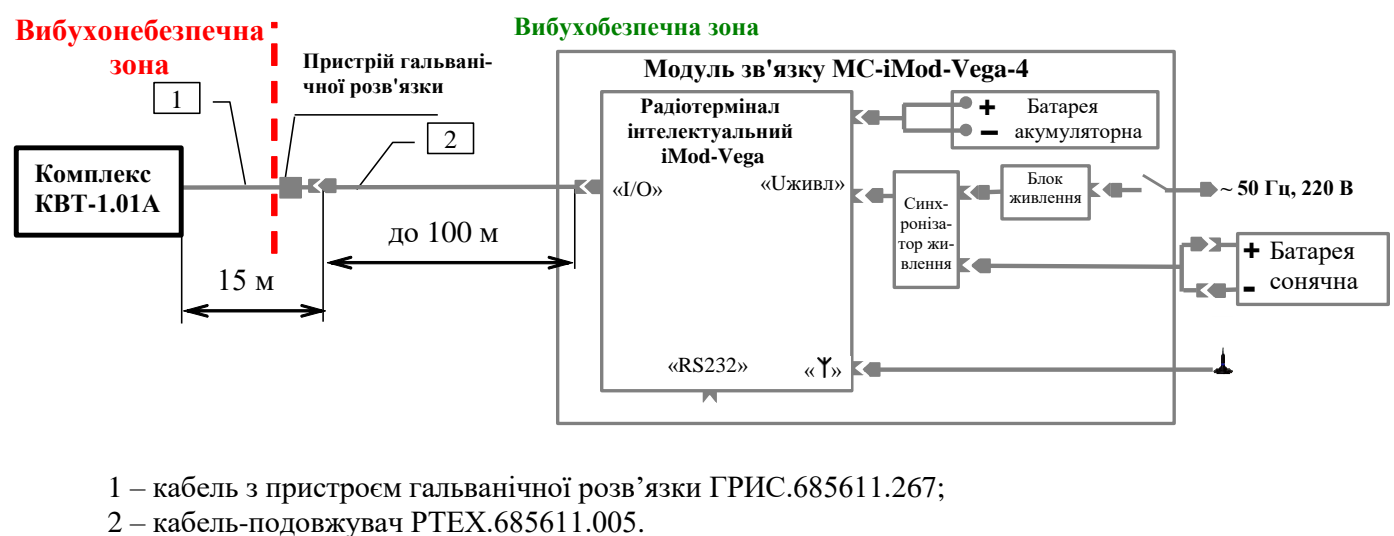 Вибухонебезпечна
зона
Вибухобезпечна зона
Пристрій гальвані-
чної розв'язки
1
2
Комплекс
КВТ-1.01А
15 м
до 100 м
Модуль зв'язку МС-iMod-Vega-4
Радіотермінал
інтелектуальний
iMod-Vega
«I/O»
«Uживл»
«RS232»
«Y»
+
−
Батарея
акумуляторна
Синх-
роніза-
тор жи-
влення
Блок
живлення
~ 50 Гц, 220 В
+
-
Батарея
сонячна
1 – кабель з пристроєм гальванічної розв’язки ГРИС.685611.267;
2 – кабель-подовжувач РТЕХ.685611.005.